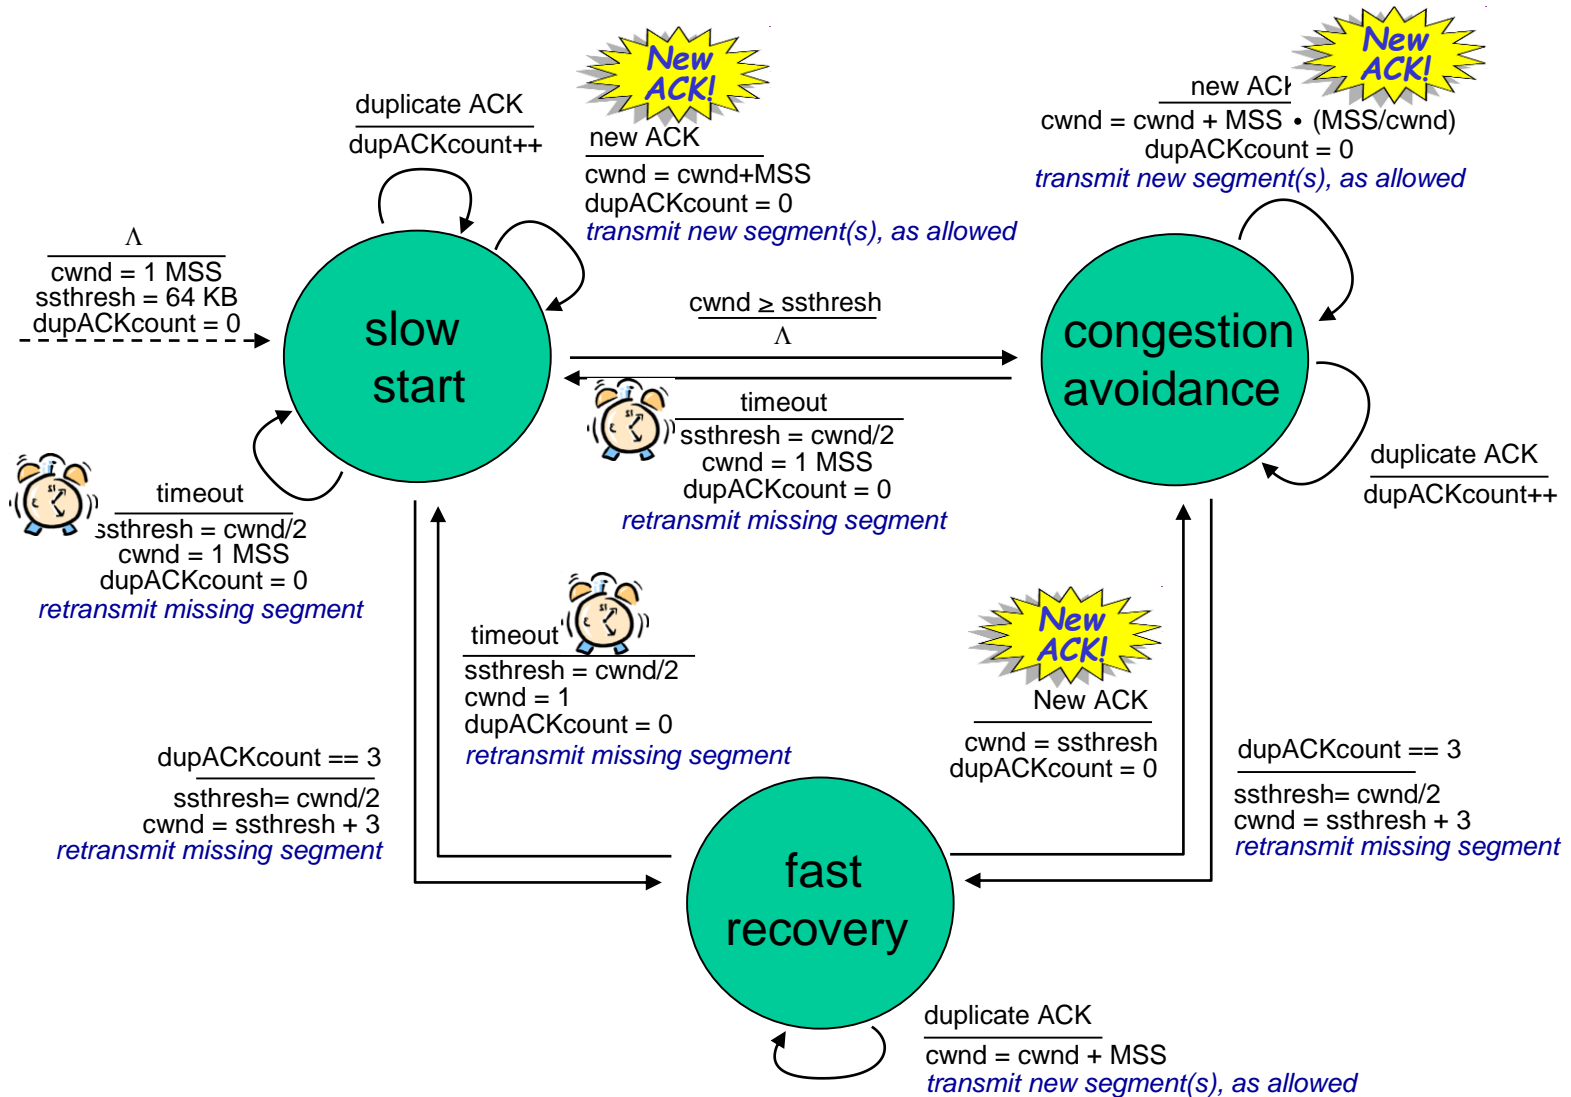 New
ACK!
duplicate ACK
dupACKcount++
new ACK
cwnd = cwnd+MSS
dupACKcount = 0
transmit new segment(s), as allowed
New
ACK!
new ACK
cwnd = cwnd + MSS • (MSS/cwnd)
dupACKcount = 0
transmit new segment(s), as allowed
Λ
cwnd = 1 MSS
ssthresh = 64 KB
dupACKcount = 0
slow
start
cwnd ≥ ssthresh
Λ
congestion
avoidance
timeout
ssthresh = cwnd/2
cwnd = 1 MSS
dupACKcount = 0
retransmit missing segment
duplicate ACK
dupACKcount++
timeout
ssthresh = cwnd/2
cwnd = 1 MSS
dupACKcount = 0
retransmit missing segment
timeout
ssthresh = cwnd/2
cwnd = 1
dupACKcount = 0
retransmit missing segment
New
ACK!
New ACK
cwnd = ssthresh
dupACKcount = 0
dupACKcount == 3
ssthresh= cwnd/2
cwnd = ssthresh + 3
retransmit missing segment
dupACKcount == 3
ssthresh= cwnd/2
cwnd = ssthresh + 3
retransmit missing segment
fast
recovery
duplicate ACK
cwnd = cwnd + MSS
transmit new segment(s), as allowed